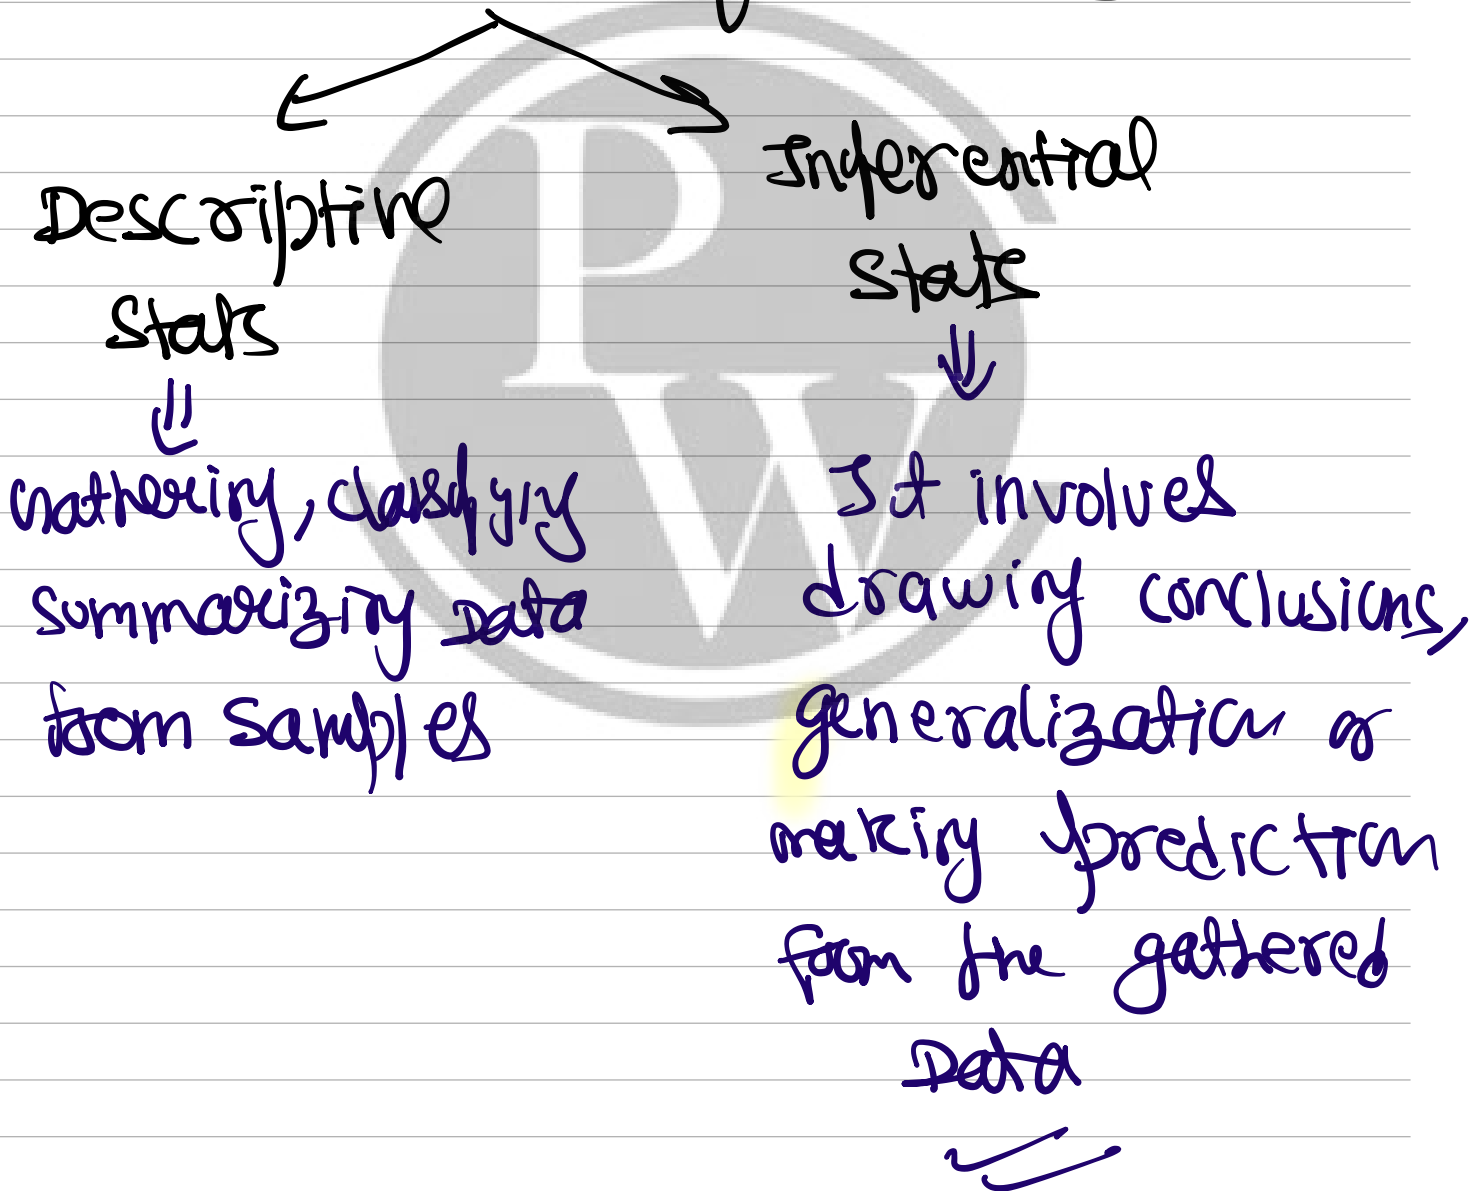 Descriptive
Stats
Gathering, classifying
summarizing Data
from samples
Inferential
Stats
It involves
drawing conclusions,
generalization or
making prediction
from the gathered
Data
PW